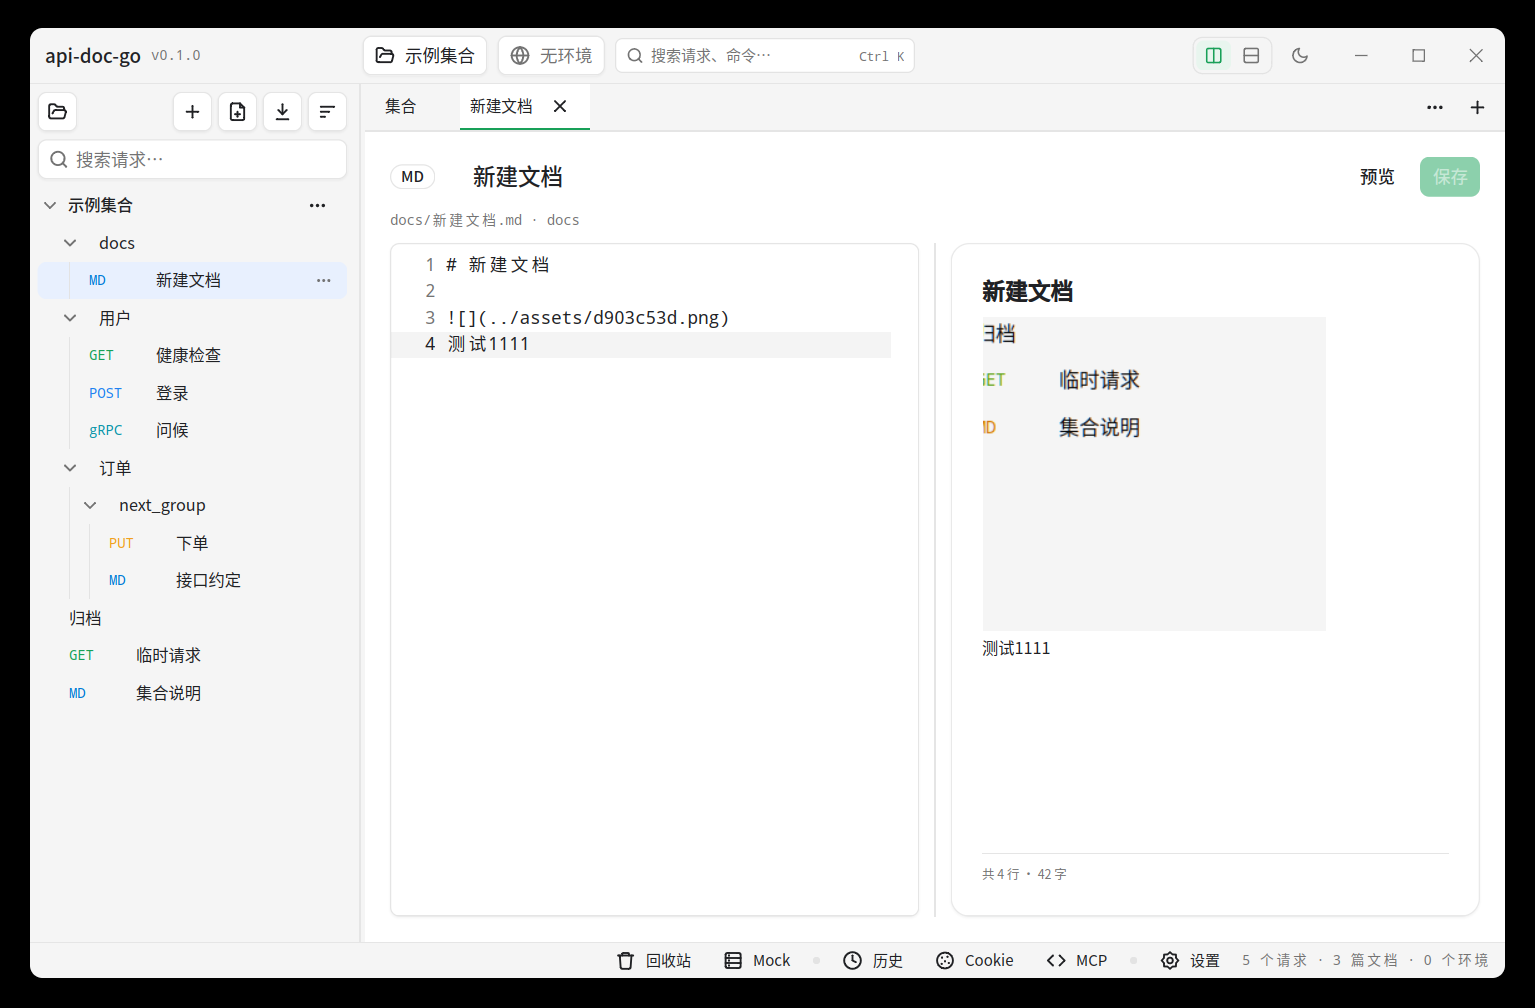 api-doc-go v0.1.0 示例集合 无环境 搜索请求、命令… Ctrl K
集合 新建文档
搜索请求…
示例集合
docs
MD 新建文档
用户
GET 健康检查
POST 登录
gRPC 问候
订单
next_group
PUT 下单
MD 接口约定
归档
GET 临时请求
MD 集合说明
MD 新建文档 预览 保存
docs/新建文档.md · docs
1 # 新建文档
2
3 ![](../assets/d903c53d.png)
4 测试1111
新建文档
归档
GET 临时请求
MD 集合说明
测试1111
共 4 行 • 42 字
回收站 Mock 历史 Cookie MCP 设置 5 个请求 · 3 篇文档 · 0 个环境